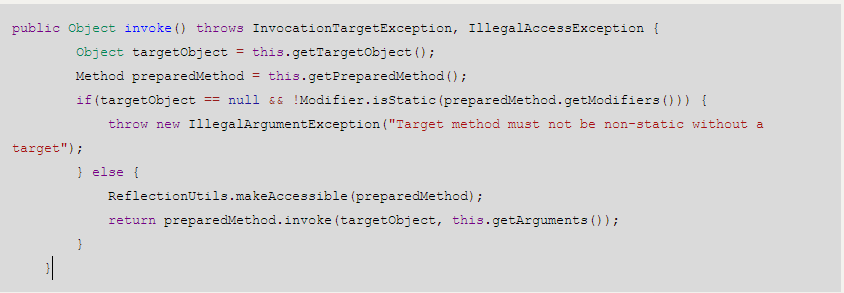 public Object invoke() throws InvocationTargetException, IllegalAccessException {
Object targetObject = this.getTargetObject();
Method preparedMethod = this.getPreparedMethod();
if(targetObject == null && !Modifier.isStatic(preparedMethod.getModifiers())) {
throw new IllegalArgumentException("Target method must not be non-static without a
target");
} else {
ReflectionUtils.makeAccessible(preparedMethod);
return preparedMethod.invoke(targetObject, this.getArguments());
}
}